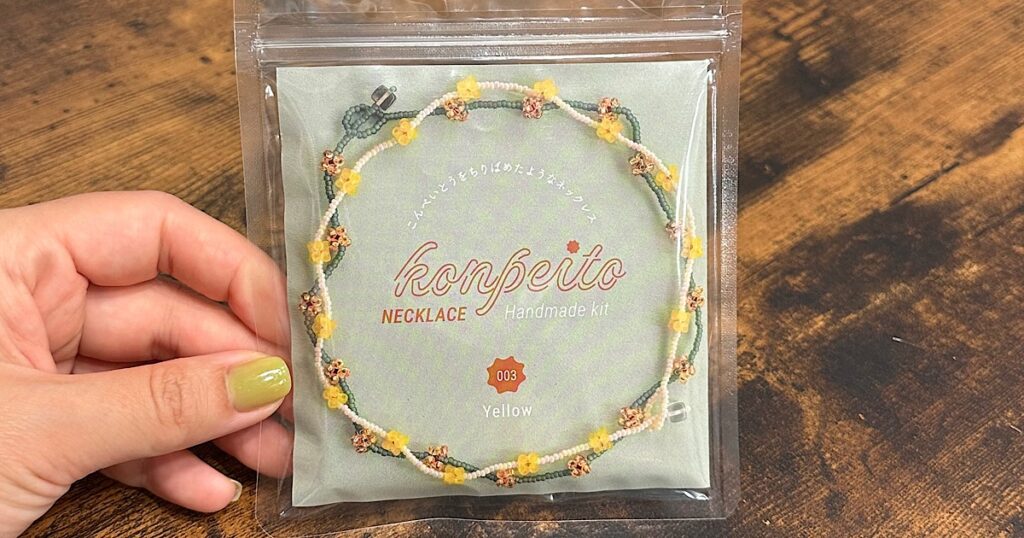 こんぺいとうをちりばめたようなネックレス
konpeito
NECKLACE Handmade kit
003
Yellow